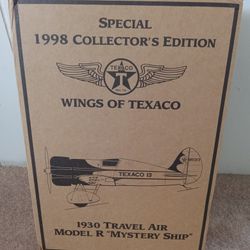 SPECIAL
1998 COLLECTOR'S EDITION
TEXACO
T
WINGS OF TEXACO
TEXACO 13
1930 TRAVEL AIR
MODEL R "MYSTERY SHIP"